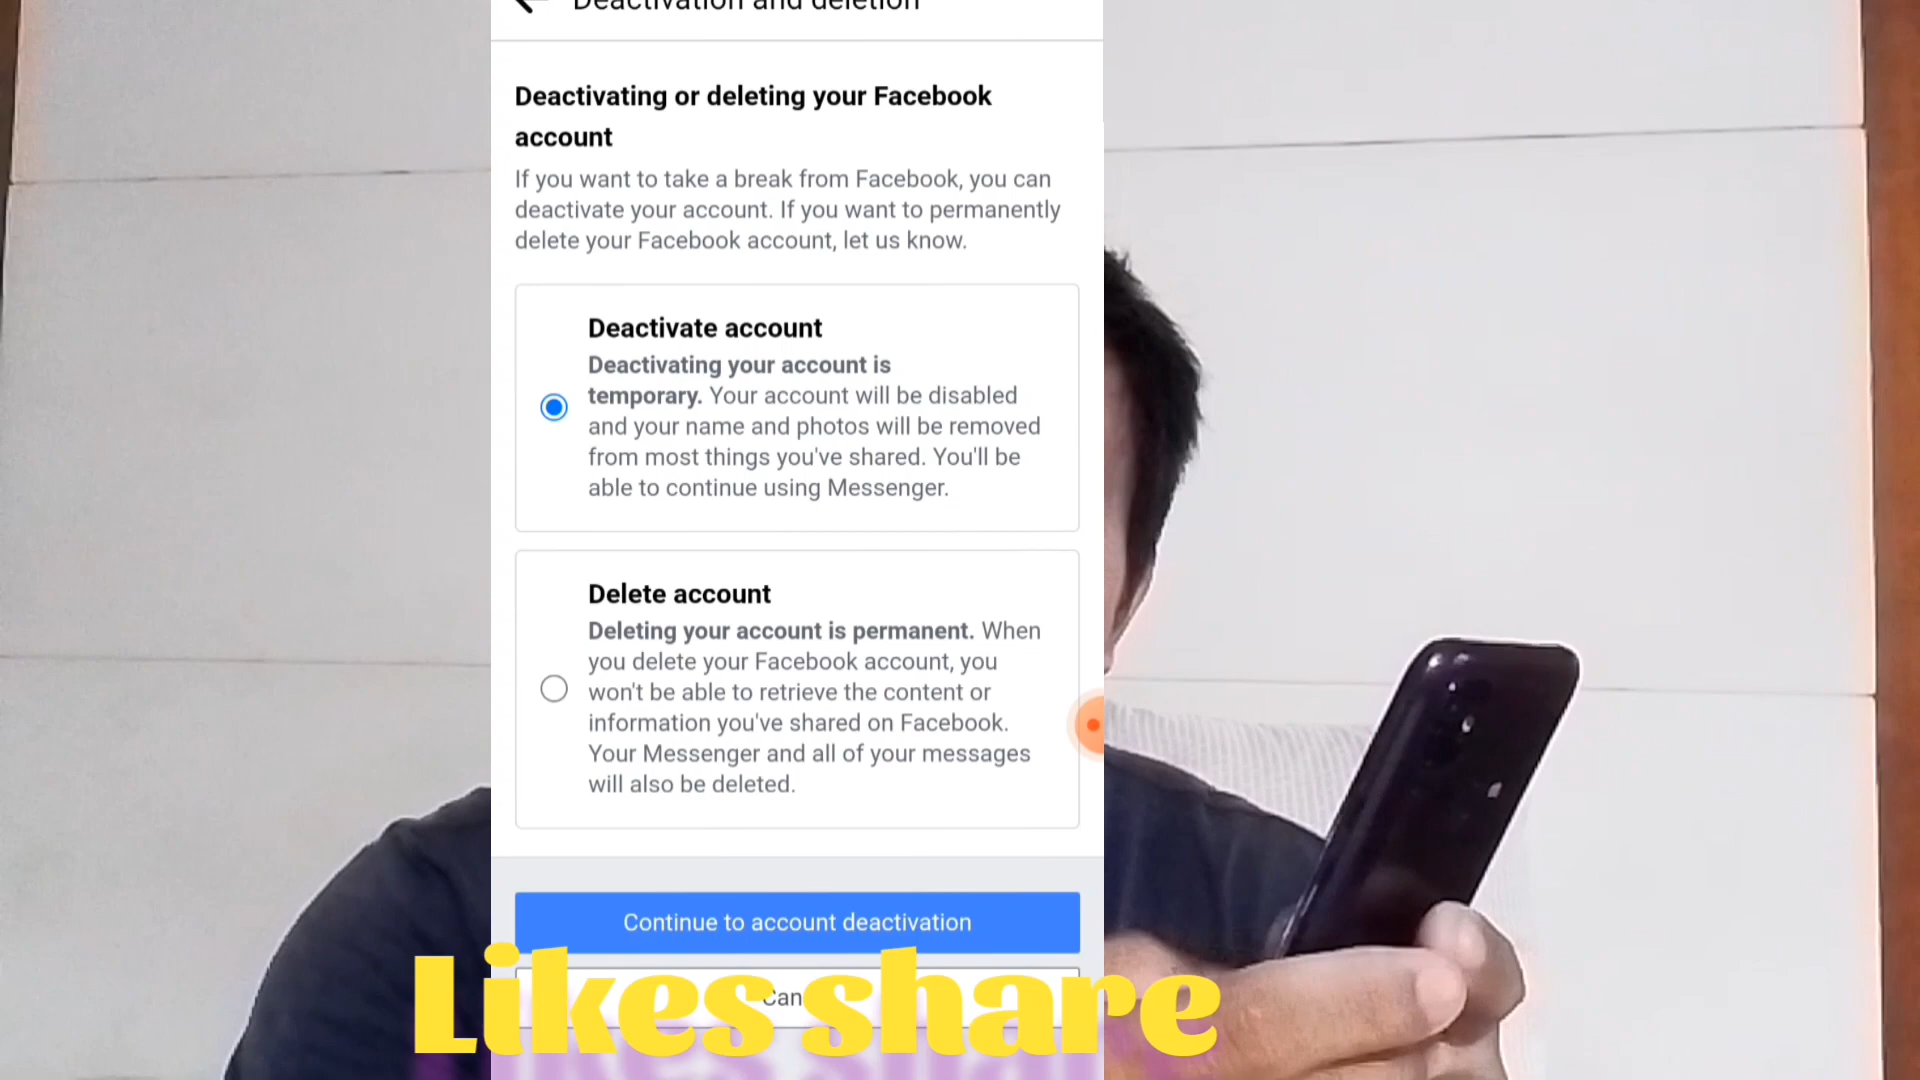 Deactivation and deletion
Deactivating or deleting your Facebook
account
If you want to take a break from Facebook, you can
deactivate your account. If you want to permanently
delete your Facebook account, let us know.
Deactivate account
Deactivating your account is
temporary. Your account will be disabled
and your name and photos will be removed
from most things you've shared. You'll be
able to continue using Messenger.
Delete account
Deleting your account is permanent. When
you delete your Facebook account, you
won't be able to retrieve the content or
information you've shared on Facebook.
Your Messenger and all of your messages
will also be deleted.
Continue to account deactivation
Likes share